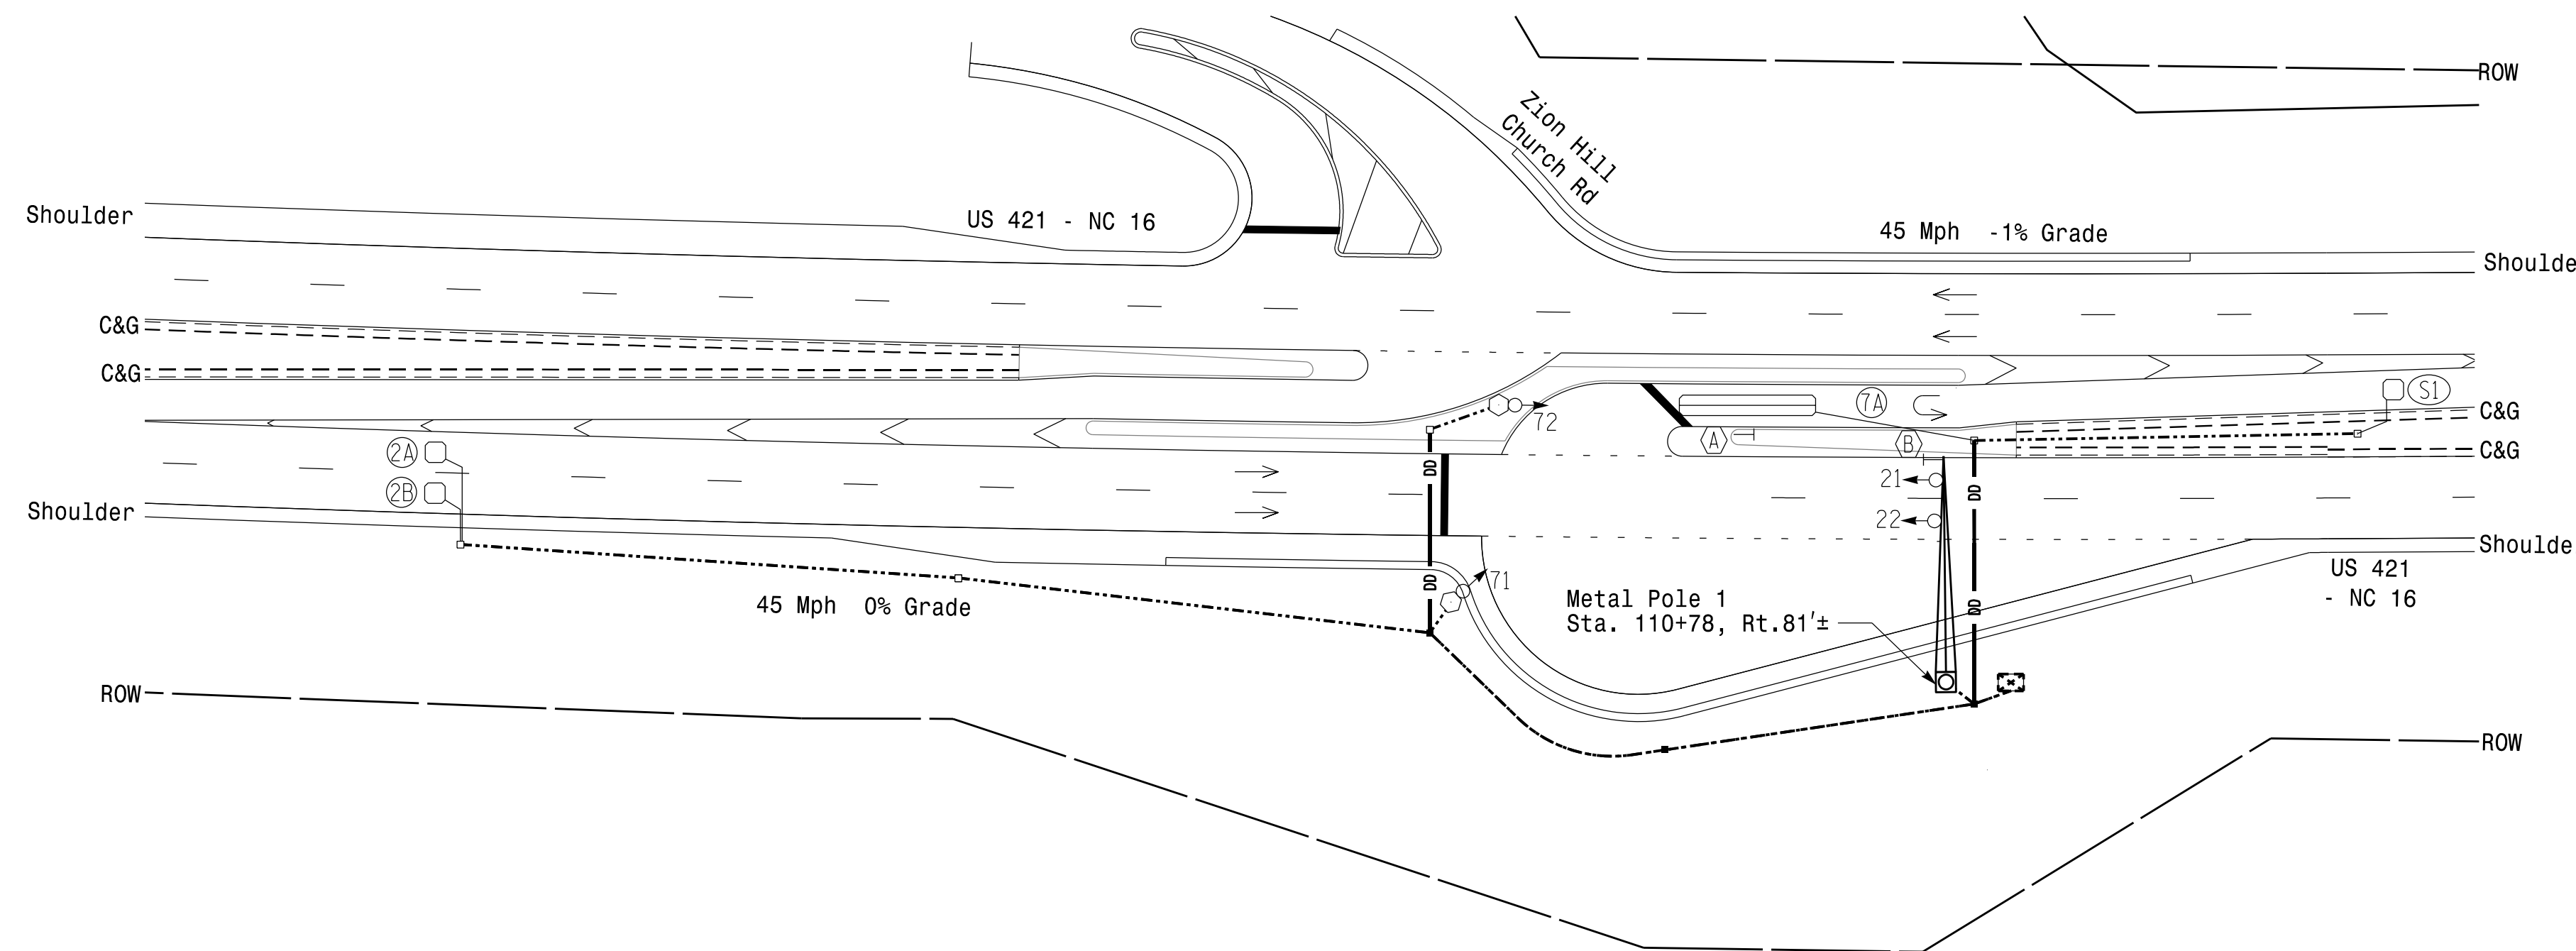 ROW
Zion Hill
Church Rd
Shoulder
US 421 - NC 16
45 Mph -1% Grade
Shoulde
C&G
C&G
7A
S1
C&G
72
A
B
C&G
2A
DD
21
DD
2B
22
Shoulder
Shoulde
US 421
- NC 16
71
DD
DD
45 Mph 0% Grade
Metal Pole 1
Sta. 110+78, Rt.81'±
ROW
ROW